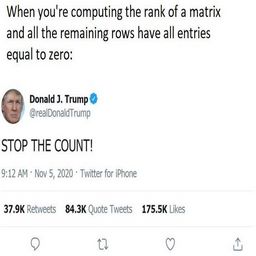 When you're computing the rank of a matrix
and all the remaining rows have all entries
equal to zero:
Donald J. Trump
@realDonaldTrump
STOP THE COUNT!
9:12 AM · Nov 5, 2020 · Twitter for iPhone
37.9K Retweets 84.3K Quote Tweets 175.5K Likes